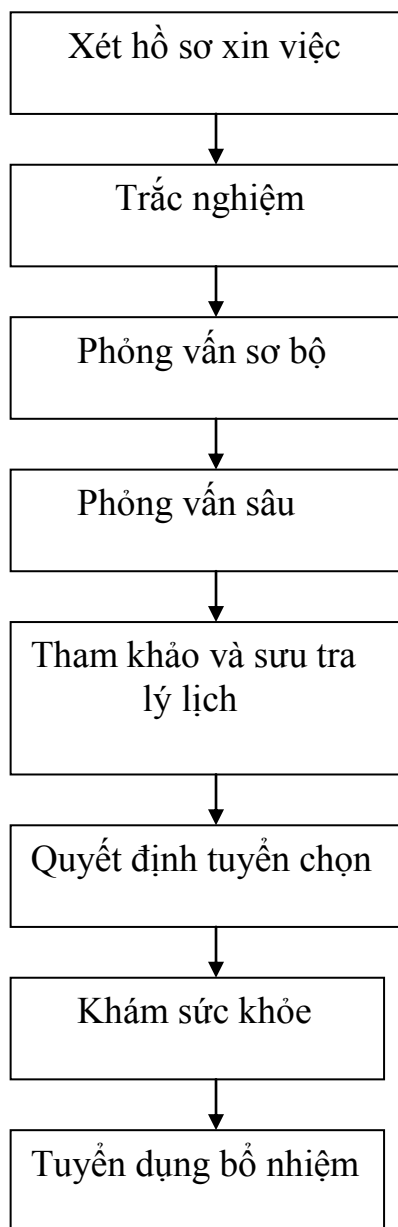 Xét hồ sơ xin việc
Trắc nghiệm
Phỏng vấn sơ bộ
Phỏng vấn sâu
Tham khảo và sưu tra
lý lịch
Quyết định tuyển chọn
Khám sức khỏe
Tuyển dụng bổ nhiệm